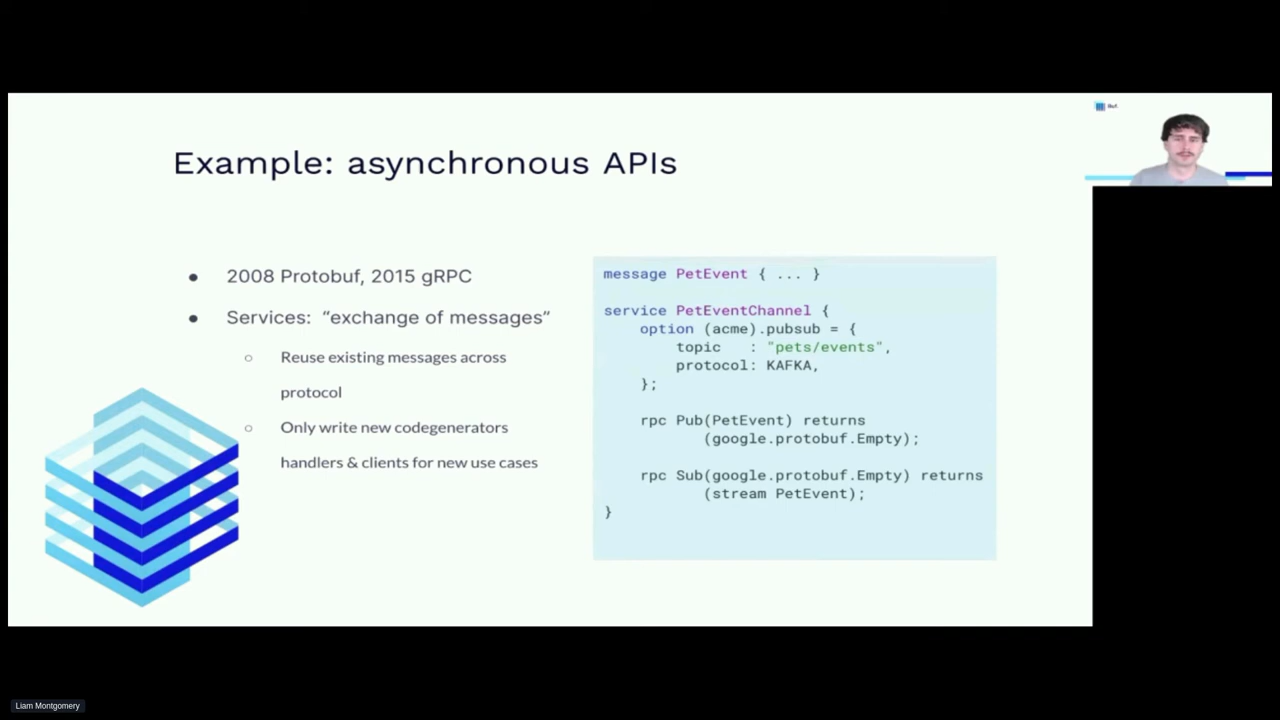 Buf.
Example: asynchronous APIs
● 2008 Protobuf, 2015 gRPC
● Services: “exchange of messages”
○ Reuse existing messages across
protocol
○ Only write new codegenerators
handlers & clients for new use cases
message PetEvent { ... }
service PetEventChannel {
option (acme).pubsub = {
topic : "pets/events",
protocol: KAFKA,
};
rpc Pub(PetEvent) returns
(google.protobuf.Empty);
rpc Sub(google.protobuf.Empty) returns
(stream PetEvent);
}
Liam Montgomery